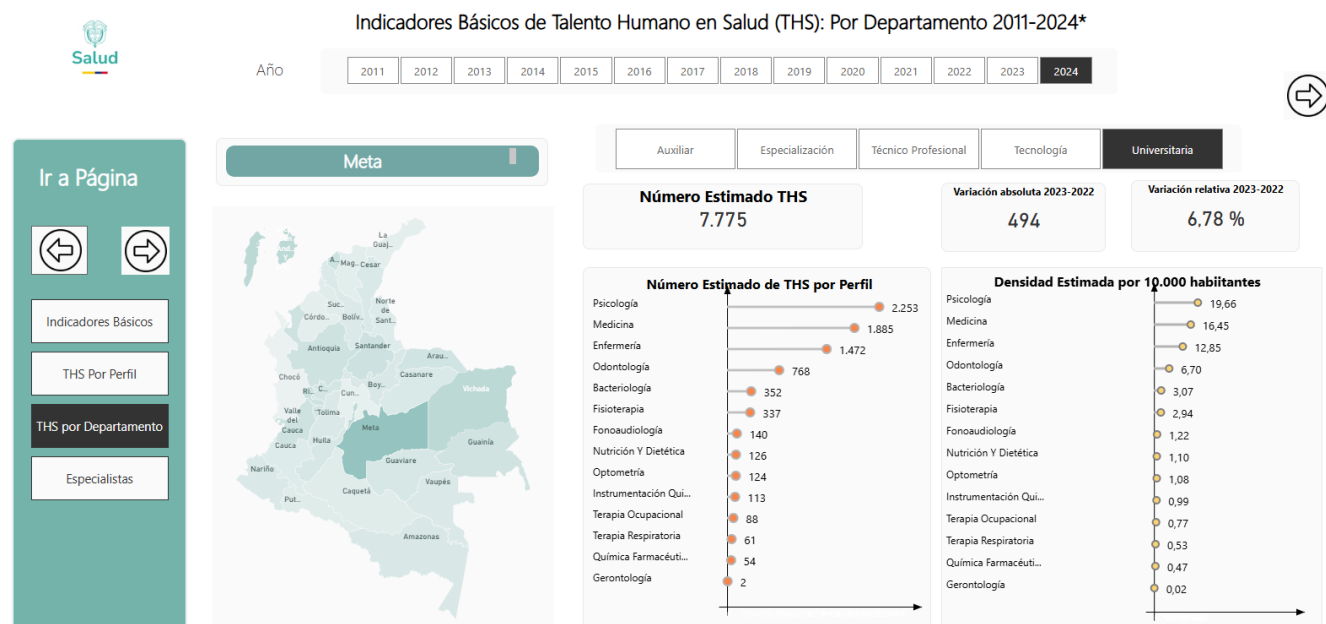 Indicadores Básicos de Talento Humano en Salud (THS): Por Departamento 2011-2024*
Salud
Año
2011 2012 2013 2014 2015 2016 2017 2018 2019 2020 2021 2022 2023 2024
Ir a Página
Indicadores Básicos
THS Por Perfil
THS por Departamento
Especialistas
Meta
La
Guaj..
A..
Mag..
Cesar
Suc..
Norte
de
Sant..
Córdo..
Bolív..
Antioquia
Santander
Arau..
Chocó
Boy..
Casanare
Ri..
C..
Cun..
Vichada
Valle
del
Cauca
Tolima
Meta
Cauca
Huila
Guainía
Guaviare
Nariño
Vaupés
Caquetá
Put..
Amazonas
Auxiliar Especialización Técnico Profesional Tecnología Universitaria
Número Estimado THS
7.775
Variación absoluta 2023-2022
494
Variación relativa 2023-2022
6,78 %
Número Estimado de THS por Perfil
Psicología 2.253
Medicina 1.885
Enfermería 1.472
Odontología 768
Bacteriología 352
Fisioterapia 337
Fonoaudiología 140
Nutrición Y Dietética 126
Optometría 124
Instrumentación Qui... 113
Terapia Ocupacional 88
Terapia Respiratoria 61
Química Farmacéuti... 54
Gerontología 2
Densidad Estimada por 10.000 habiitantes
Psicología 19,66
Medicina 16,45
Enfermería 12,85
Odontología 6,70
Bacteriología 3,07
Fisioterapia 2,94
Fonoaudiología 1,22
Nutrición Y Dietética 1,10
Optometría 1,08
Instrumentación Qui... 0,99
Terapia Ocupacional 0,77
Terapia Respiratoria 0,53
Química Farmacéuti... 0,47
Gerontología 0,02